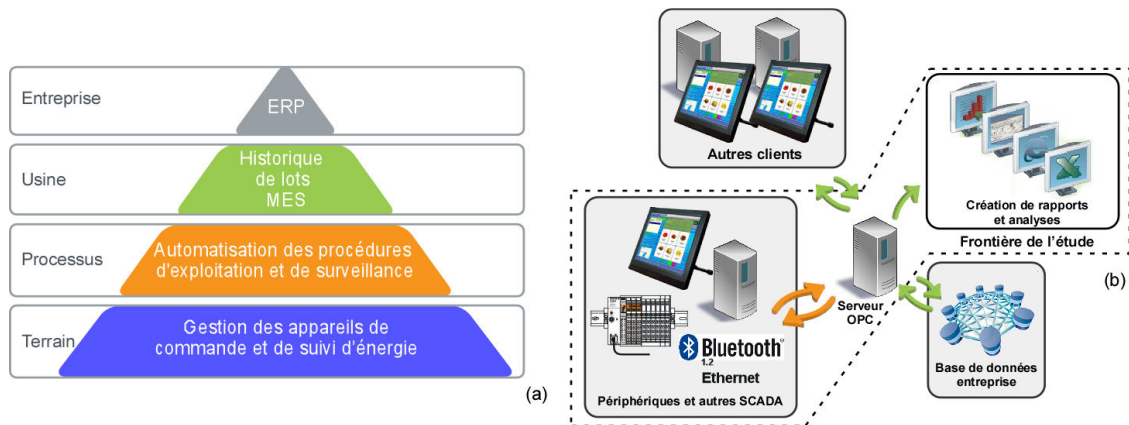 Entreprise
ERP
Usine
Historique
de lots
MES
Processus
Automatisation des procédures
d'exploitation et de surveillance
Terrain
Gestion des appareils de
commande et de suivi d'énergie
(a)
Autres clients
Création de rapports
et analyses
Frontière de l'étude
(b)
Serveur
OPC
Bluetooth
1.2
Ethernet
Périphériques et autres SCADA
Base de données
entreprise